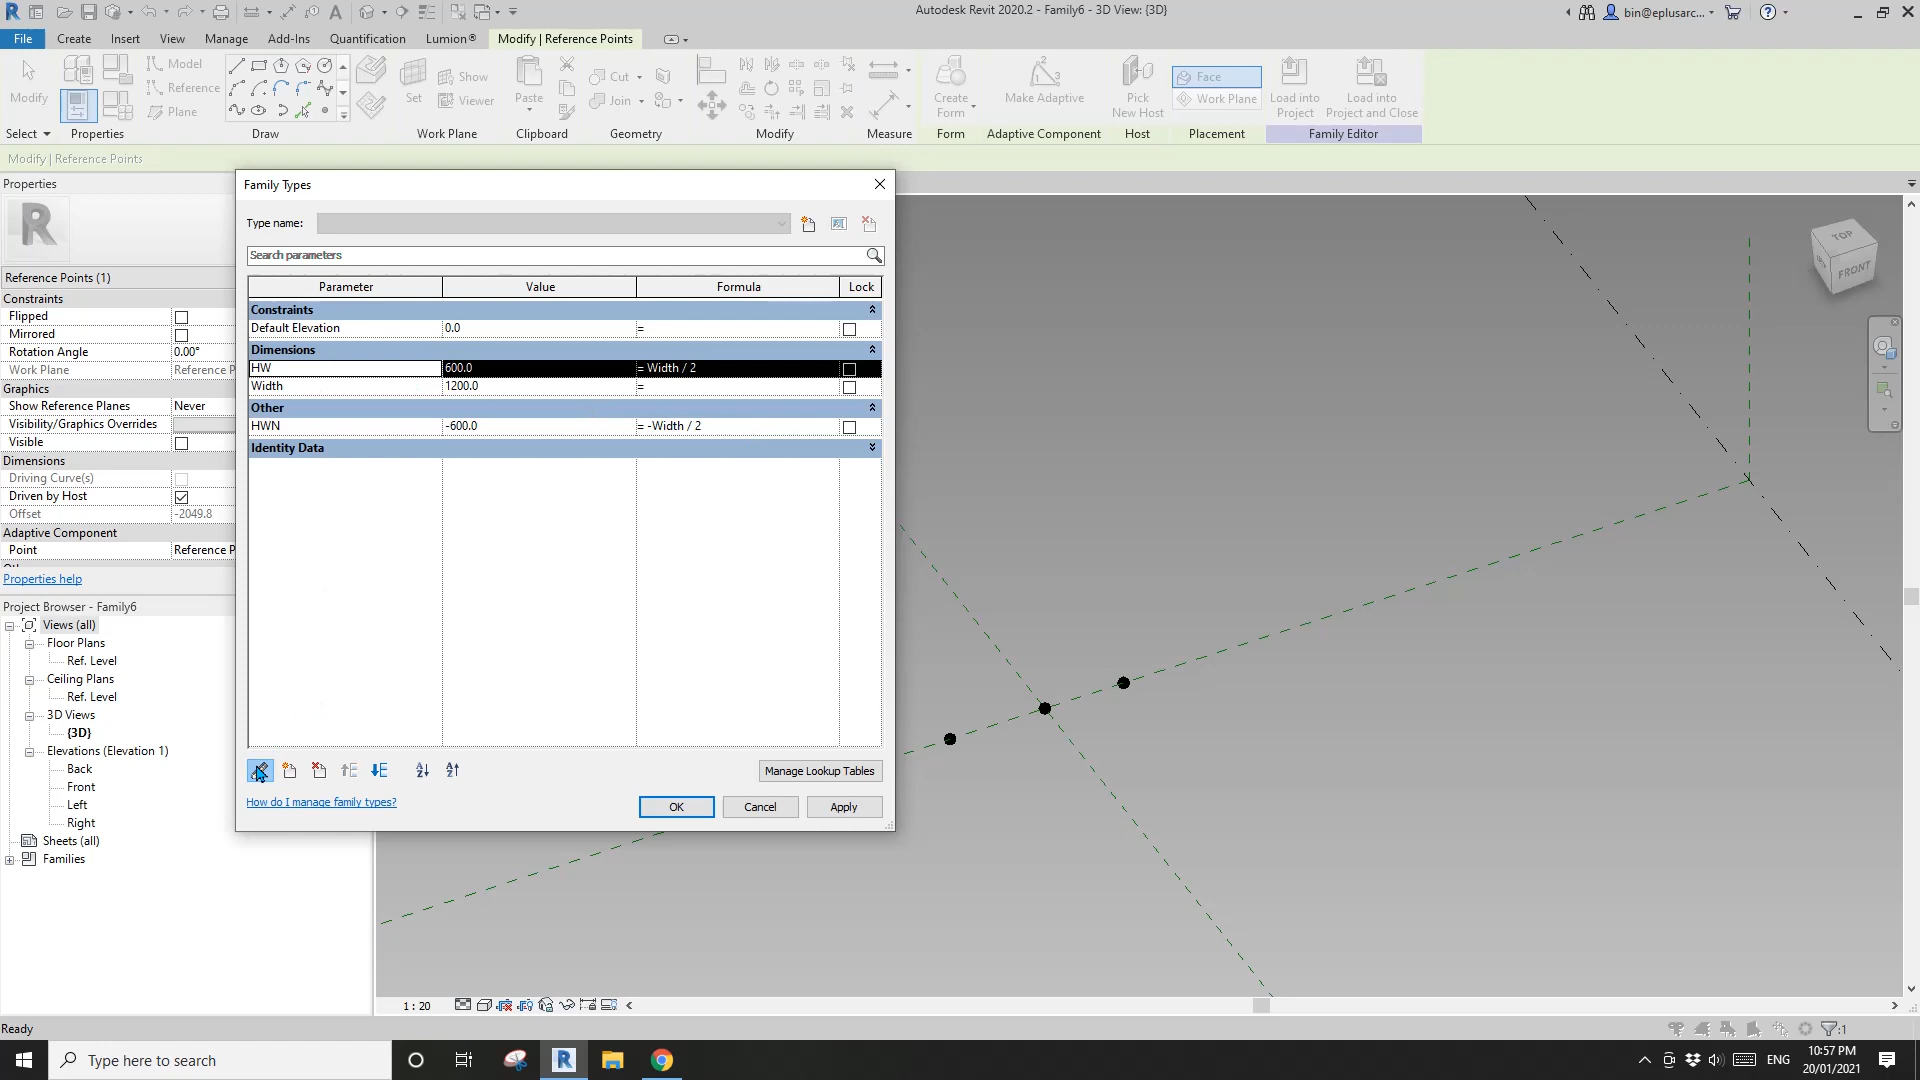 Autodesk Revit 2020.2 - Family6 - 3D View: {3D}
bin@eplusarc...
File Create Insert View Manage Add-Ins Quantification Lumion® Modify | Reference Points
Modify
Model
Reference
Plane
Set
Show
Viewer
Paste
Cut
Join
Create Form
Make Adaptive
Pick New Host
Face
Work Plane
Load into Project
Load into Project and Close
Select Properties Draw Work Plane Clipboard Geometry Modify Measure Form Adaptive Component Host Placement Family Editor
Modify | Reference Points
Properties
Reference Points (1)
Constraints
Flipped
Mirrored
Rotation Angle 0.00°
Work Plane Reference P
Graphics
Show Reference Planes Never
Visibility/Graphics Overrides
Visible
Dimensions
Driving Curve(s)
Driven by Host
Offset -2049.8
Adaptive Component
Point Reference P
Properties help
Project Browser - Family6
Views (all)
Floor Plans
Ref. Level
Ceiling Plans
Ref. Level
3D Views
{3D}
Elevations (Elevation 1)
Back
Front
Left
Right
Sheets (all)
Families
Family Types
Type name:
Search parameters
Parameter Value Formula Lock
Constraints
Default Elevation 0.0 =
Dimensions
HW 600.0 = Width / 2
Width 1200.0 =
Other
HWN -600.0 = -Width / 2
Identity Data
Manage Lookup Tables
How do I manage family types?
OK Cancel Apply
TOP
FRONT
1 : 20
Ready
:1
Type here to search
ENG
10:57 PM
20/01/2021